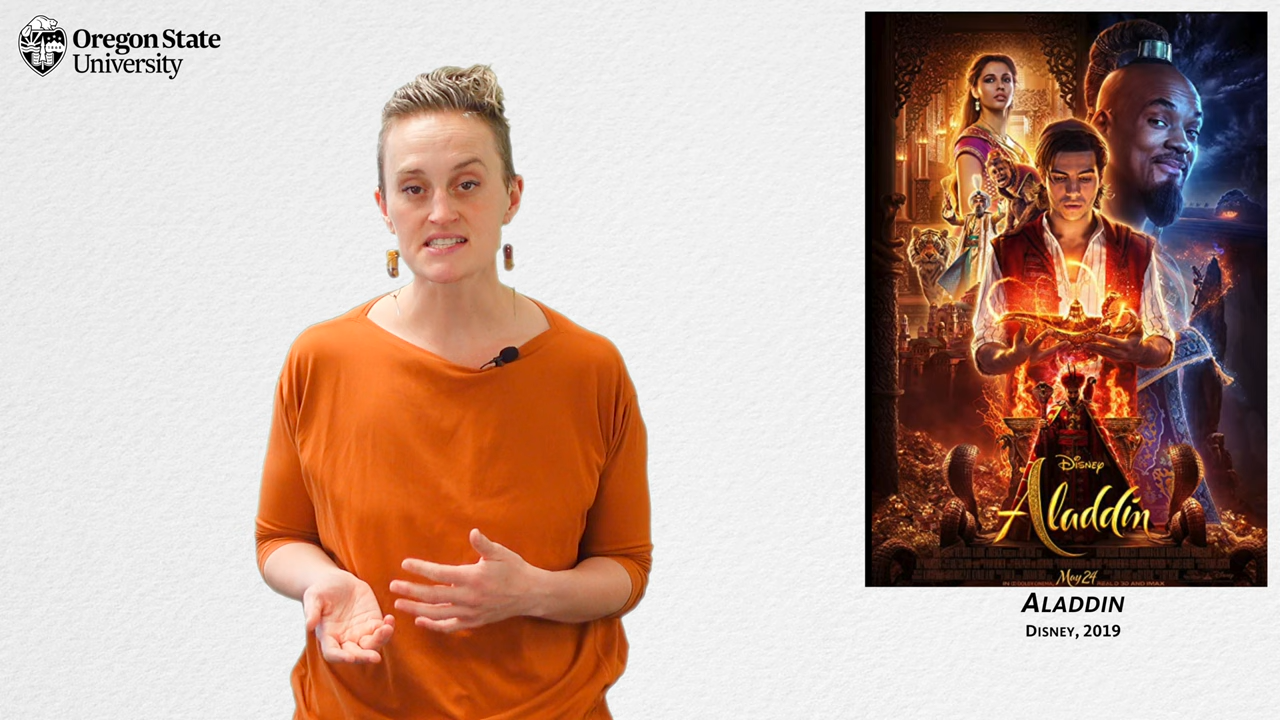 Oregon State
University
Disney
Aladdin
May 24
ALADDIN
DISNEY, 2019